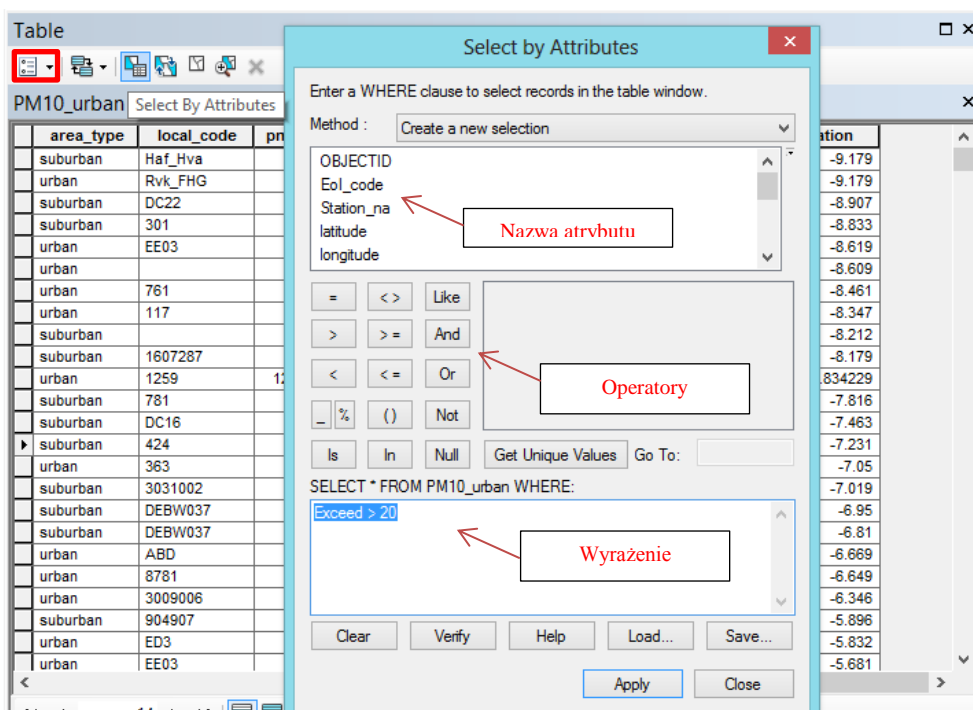 Table
Select by Attributes
PM10_urban
Select By Attributes
Enter a WHERE clause to select records in the table window.
Method :
Create a new selection
area_type local_code
OBJECTID
EoI_code
Station_na
latitude
longitude
Nazwa atrybutu
suburban Haf_Hva -9.179
urban Rvk_FHG -9.179
suburban DC22 -8.907
suburban 301 -8.833
urban EE03 -8.619
urban -8.609
urban 761 -8.461
urban 117 -8.347
suburban -8.212
suburban 1607287 -8.179
urban 1259 12 .834229
suburban 781 -7.816
suburban DC16 -7.463
suburban 424 -7.231
urban 363 -7.05
suburban 3031002 -7.019
suburban DEBW037 -6.95
suburban DEBW037 -6.81
urban ABD -6.669
urban 8781 -6.649
urban 3009006 -6.346
suburban 904907 -5.896
urban ED3 -5.832
urban EE03 -5.681
= < > Like
> > = And
< < = Or
_ % ( ) Not
Is In Null Get Unique Values Go To:
Operatory
SELECT * FROM PM10_urban WHERE:
Exceed > 20
Wyrażenie
Clear Verify Help Load... Save...
Apply Close